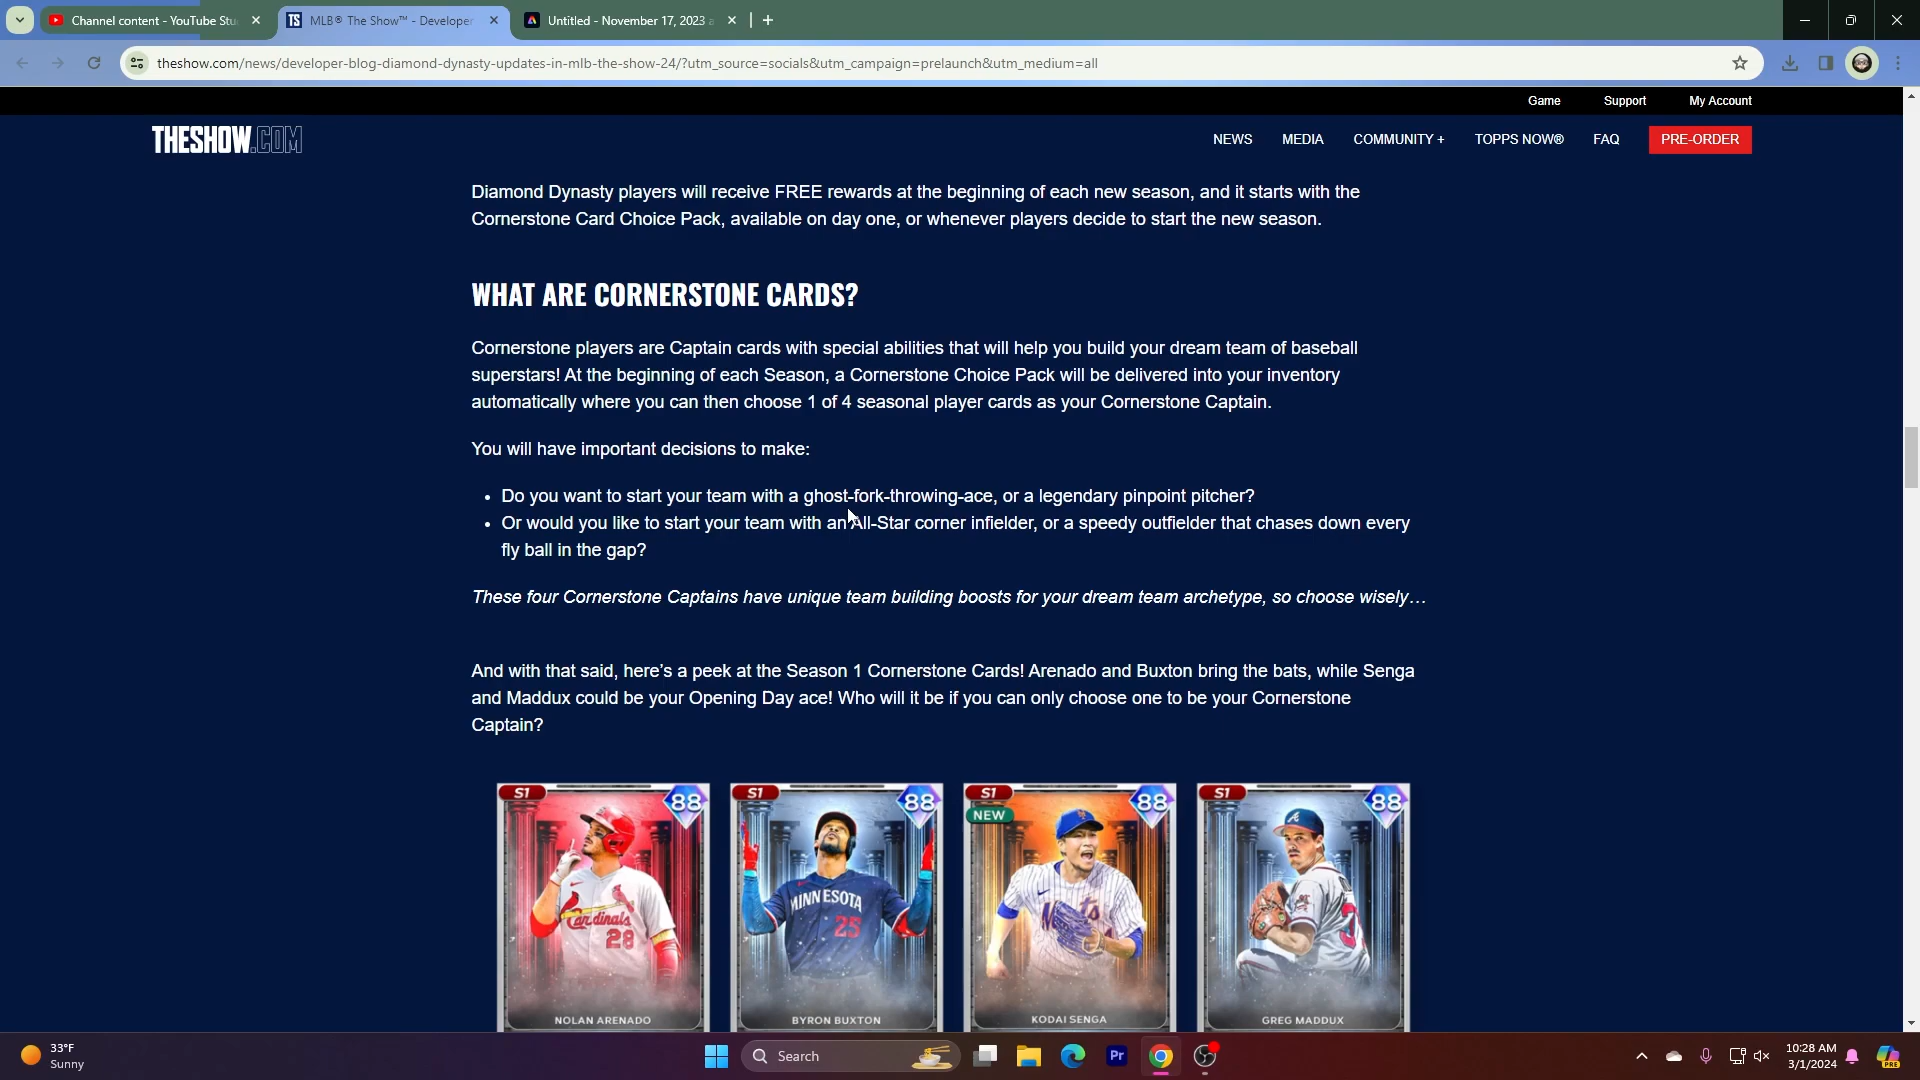 Channel content - YouTube Stu
MLB® The Show™ - Developer
Untitled - November 17, 2023 a
theshow.com/news/developer-blog-diamond-dynasty-updates-in-mlb-the-show-24/?utm_source=socials&utm_campaign=prelaunch&utm_medium=all
Game Support My Account
THESHOW.COM
NEWS MEDIA COMMUNITY + TOPPS NOW® FAQ PRE-ORDER
Diamond Dynasty players will receive FREE rewards at the beginning of each new season, and it starts with the
Cornerstone Card Choice Pack, available on day one, or whenever players decide to start the new season.
WHAT ARE CORNERSTONE CARDS?
Cornerstone players are Captain cards with special abilities that will help you build your dream team of baseball
superstars! At the beginning of each Season, a Cornerstone Choice Pack will be delivered into your inventory
automatically where you can then choose 1 of 4 seasonal player cards as your Cornerstone Captain.
You will have important decisions to make:
• Do you want to start your team with a ghost-fork-throwing-ace, or a legendary pinpoint pitcher?
• Or would you like to start your team with an All-Star corner infielder, or a speedy outfielder that chases down every
fly ball in the gap?
These four Cornerstone Captains have unique team building boosts for your dream team archetype, so choose wisely…
And with that said, here's a peek at the Season 1 Cornerstone Cards! Arenado and Buxton bring the bats, while Senga
and Maddux could be your Opening Day ace! Who will it be if you can only choose one to be your Cornerstone
Captain?
S1 88 S1 88 S1 88 S1 88
NEW
Cardinals 28
MINNESOTA 25
Mets
NOLAN ARENADO BYRON BUXTON KODAI SENGA GREG MADDUX
33°F
Sunny
Search
Pr
10:28 AM
3/1/2024
PRE